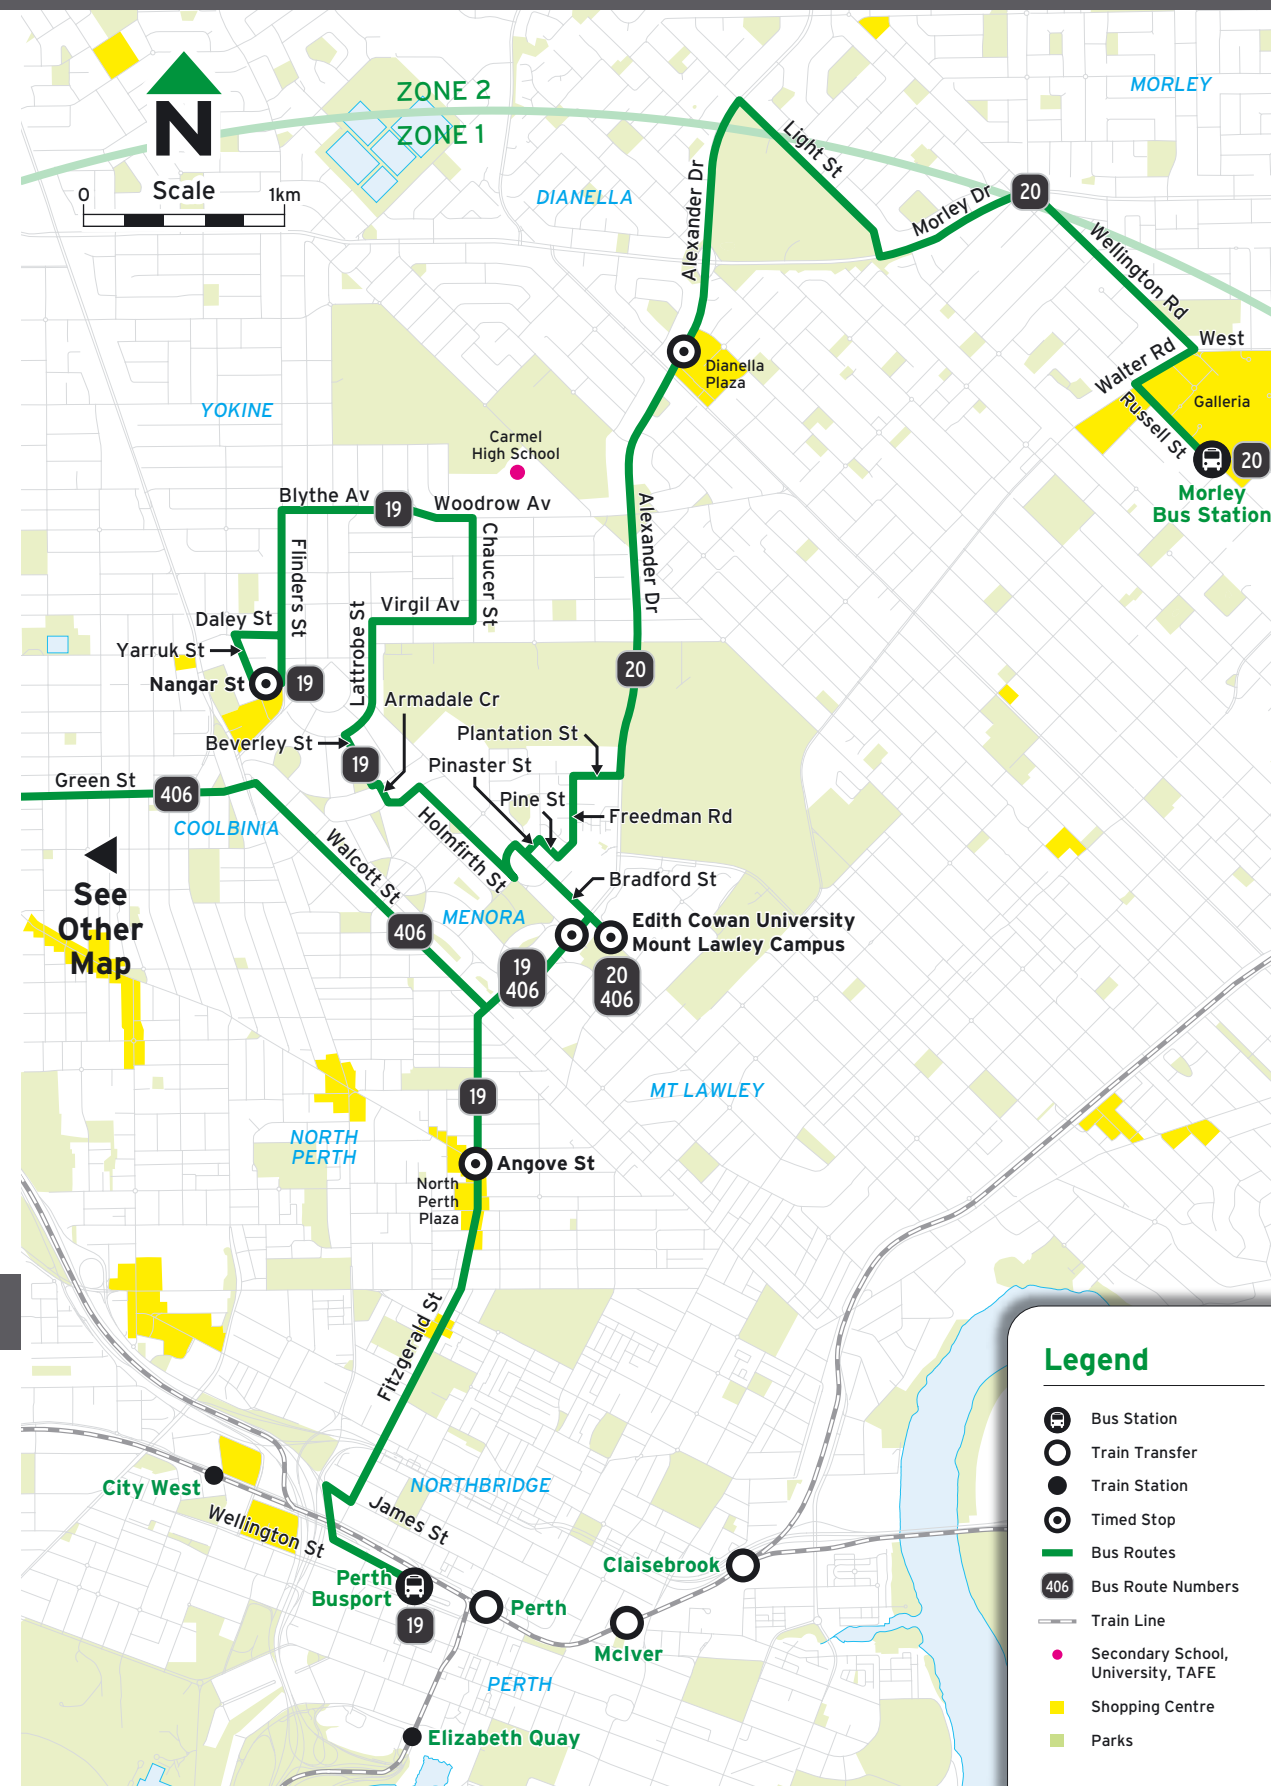 ZONE 2
ZONE 1
MORLEY
N
Scale
0
1km
DIANELLA
Light St
Alexander Dr
Morley Dr
20
Wellington Rd
West
Walter Rd
Dianella
Plaza
Galleria
Russell St
20
Morley
Bus Station
YOKINE
Carmel
High School
Blythe Av
19
Woodrow Av
Flinders St
Chaucer St
Alexander Dr
Virgil Av
Lattrobe St
Daley St
Yarruk St
Nangar St
19
20
Armadale Cr
Plantation St
Beverley St
19
Pinaster St
Green St
406
Pine St
Freedman Rd
COOLBINIA
Walcott St
Holmfirth St
See
Other
Map
Bradford St
MENORA
406
Edith Cowan University
Mount Lawley Campus
19
406
20
406
MT LAWLEY
19
NORTH
PERTH
Angove St
North
Perth
Plaza
Fitzgerald St
NORTHBRIDGE
City West
James St
Wellington St
Perth
Busport
19
Perth
Claisebrook
McIver
PERTH
Elizabeth Quay
Legend
Bus Station
Train Transfer
Train Station
Timed Stop
Bus Routes
406
Bus Route Numbers
Train Line
Secondary School,
University, TAFE
Shopping Centre
Parks